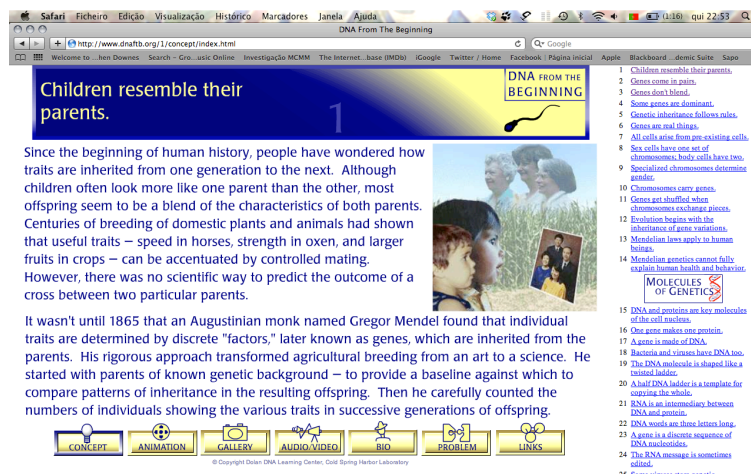 Safari Ficheiro Edição Visualização Histórico Marcadores Janela Ajuda (1:16) qui 22:53
DNA From The Beginning
http://www.dnaftb.org/1/concept/index.html
Google
Welcome to ...hen Downes Search – Gro...usic Online Investigação MCMM The Internet...base (IMDb) iGoogle Twitter / Home Facebook | Página inicial Apple Blackboard ...demic Suite Sapo
Children resemble their
parents.
1
DNA FROM THE
BEGINNING
Since the beginning of human history, people have wondered how
traits are inherited from one generation to the next. Although
children often look more like one parent than the other, most
offspring seem to be a blend of the characteristics of both parents.
Centuries of breeding of domestic plants and animals had shown
that useful traits – speed in horses, strength in oxen, and larger
fruits in crops – can be accentuated by controlled mating.
However, there was no scientific way to predict the outcome of a
cross between two particular parents.
It wasn't until 1865 that an Augustinian monk named Gregor Mendel found that individual
traits are determined by discrete "factors," later known as genes, which are inherited from the
parents. His rigorous approach transformed agricultural breeding from an art to a science. He
started with parents of known genetic background – to provide a baseline against which to
compare patterns of inheritance in the resulting offspring. Then he carefully counted the
numbers of individuals showing the various traits in successive generations of offspring.
CONCEPT ANIMATION GALLERY AUDIO/VIDEO BIO PROBLEM LINKS
© Copyright Dolan DNA Learning Center, Cold Spring Harbor Laboratory
1 Children resemble their parents.
2 Genes come in pairs.
3 Genes don't blend.
4 Some genes are dominant.
5 Genetic inheritance follows rules.
6 Genes are real things.
7 All cells arise from pre-existing cells.
8 Sex cells have one set of
chromosomes; body cells have two.
9 Specialized chromosomes determine
gender.
10 Chromosomes carry genes.
11 Genes get shuffled when
chromosomes exchange pieces.
12 Evolution begins with the
inheritance of gene variations.
13 Mendelian laws apply to human
beings.
14 Mendelian genetics cannot fully
explain human health and behavior.
MOLECULES
OF GENETICS
15 DNA and proteins are key molecules
of the cell nucleus.
16 One gene makes one protein.
17 A gene is made of DNA.
18 Bacteria and viruses have DNA too.
19 The DNA molecule is shaped like a
twisted ladder.
20 A half DNA ladder is a template for
copying the whole.
21 RNA is an intermediary between
DNA and protein.
22 DNA words are three letters long.
23 A gene is a discrete sequence of
DNA nucleotides.
24 The RNA message is sometimes
edited.